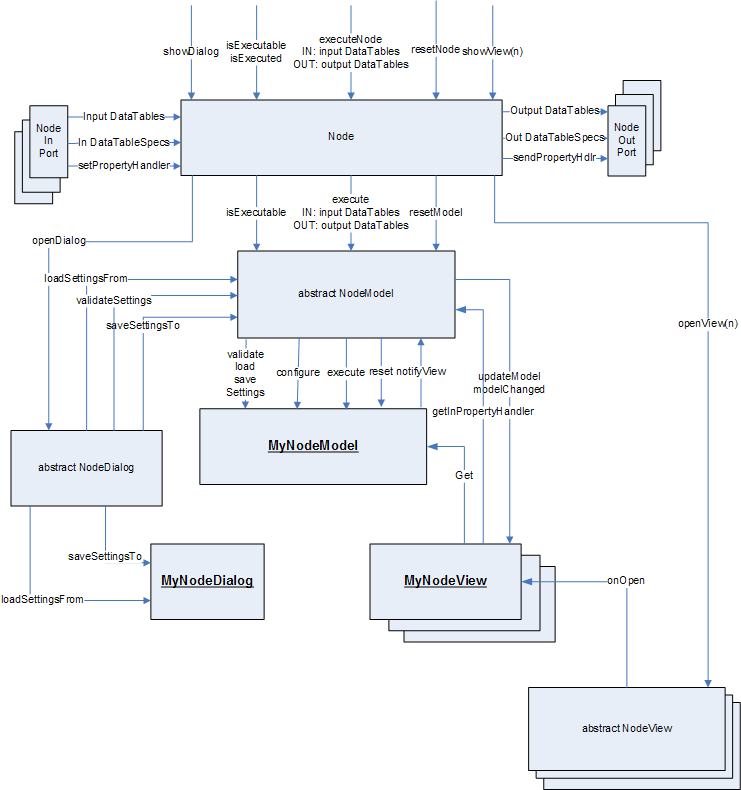 showDialog
isExecutable
isExecuted
executeNode
IN: input DataTables
OUT: output DataTables
resetNode
showView(n)
Node
In
Port
Input DataTables
In DataTableSpecs
setPropertyHandler
Node
Output DataTables
Out DataTableSpecs
sendPropertyHdlr
Node
Out
Port
isExecutable
execute
IN: input DataTables
OUT: output DataTables
resetModel
openDialog
loadSettingsFrom
validateSettings
saveSettingsTo
abstract NodeModel
openView(n)
validate
load
save
Settings
configure
execute
reset
notifyView
updateModel
modelChanged
getInPropertyHandler
MyNodeModel
abstract NodeDialog
Get
saveSettingsTo
loadSettingsFrom
MyNodeDialog
MyNodeView
onOpen
abstract NodeView